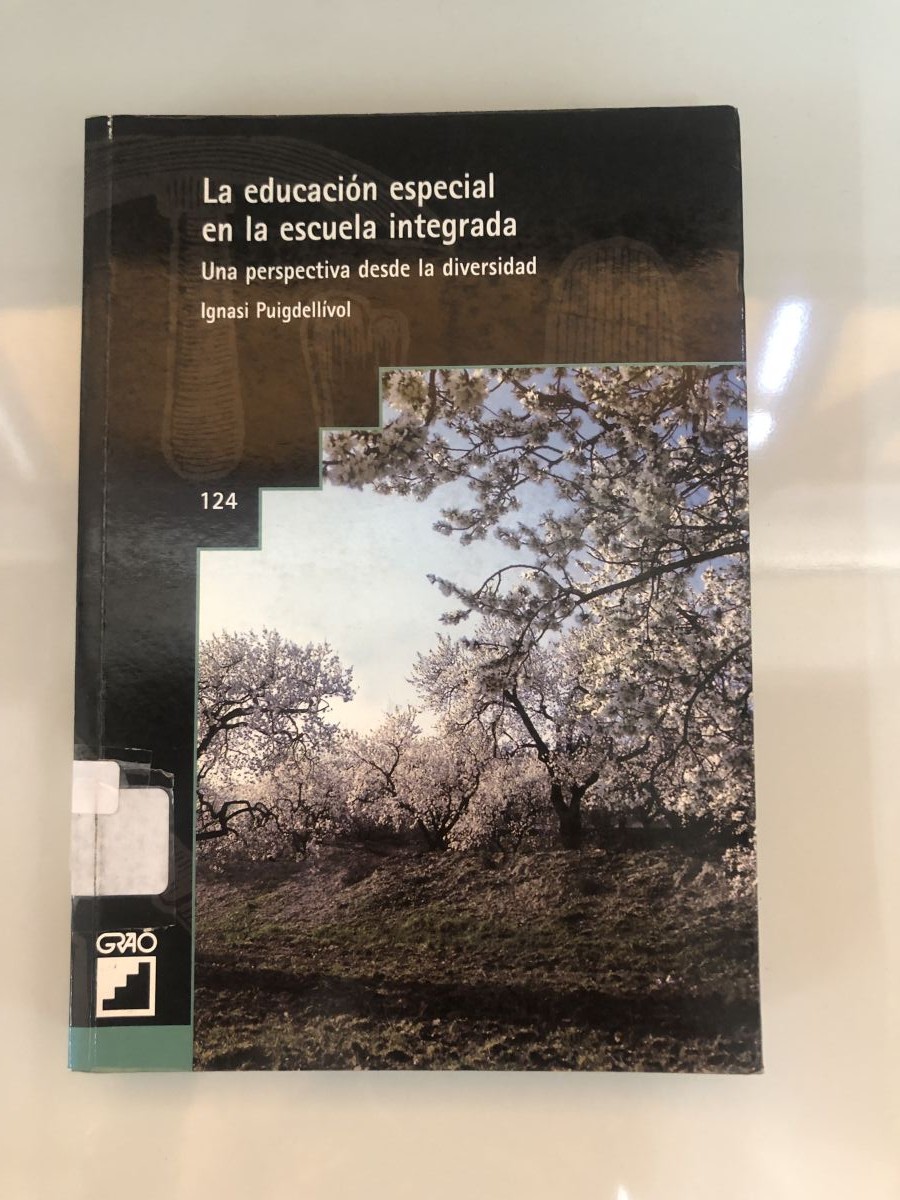 La educación especial
en la escuela integrada
Una perspectiva desde la diversidad
Ignasi Puigdellívol
124
GRAÓ